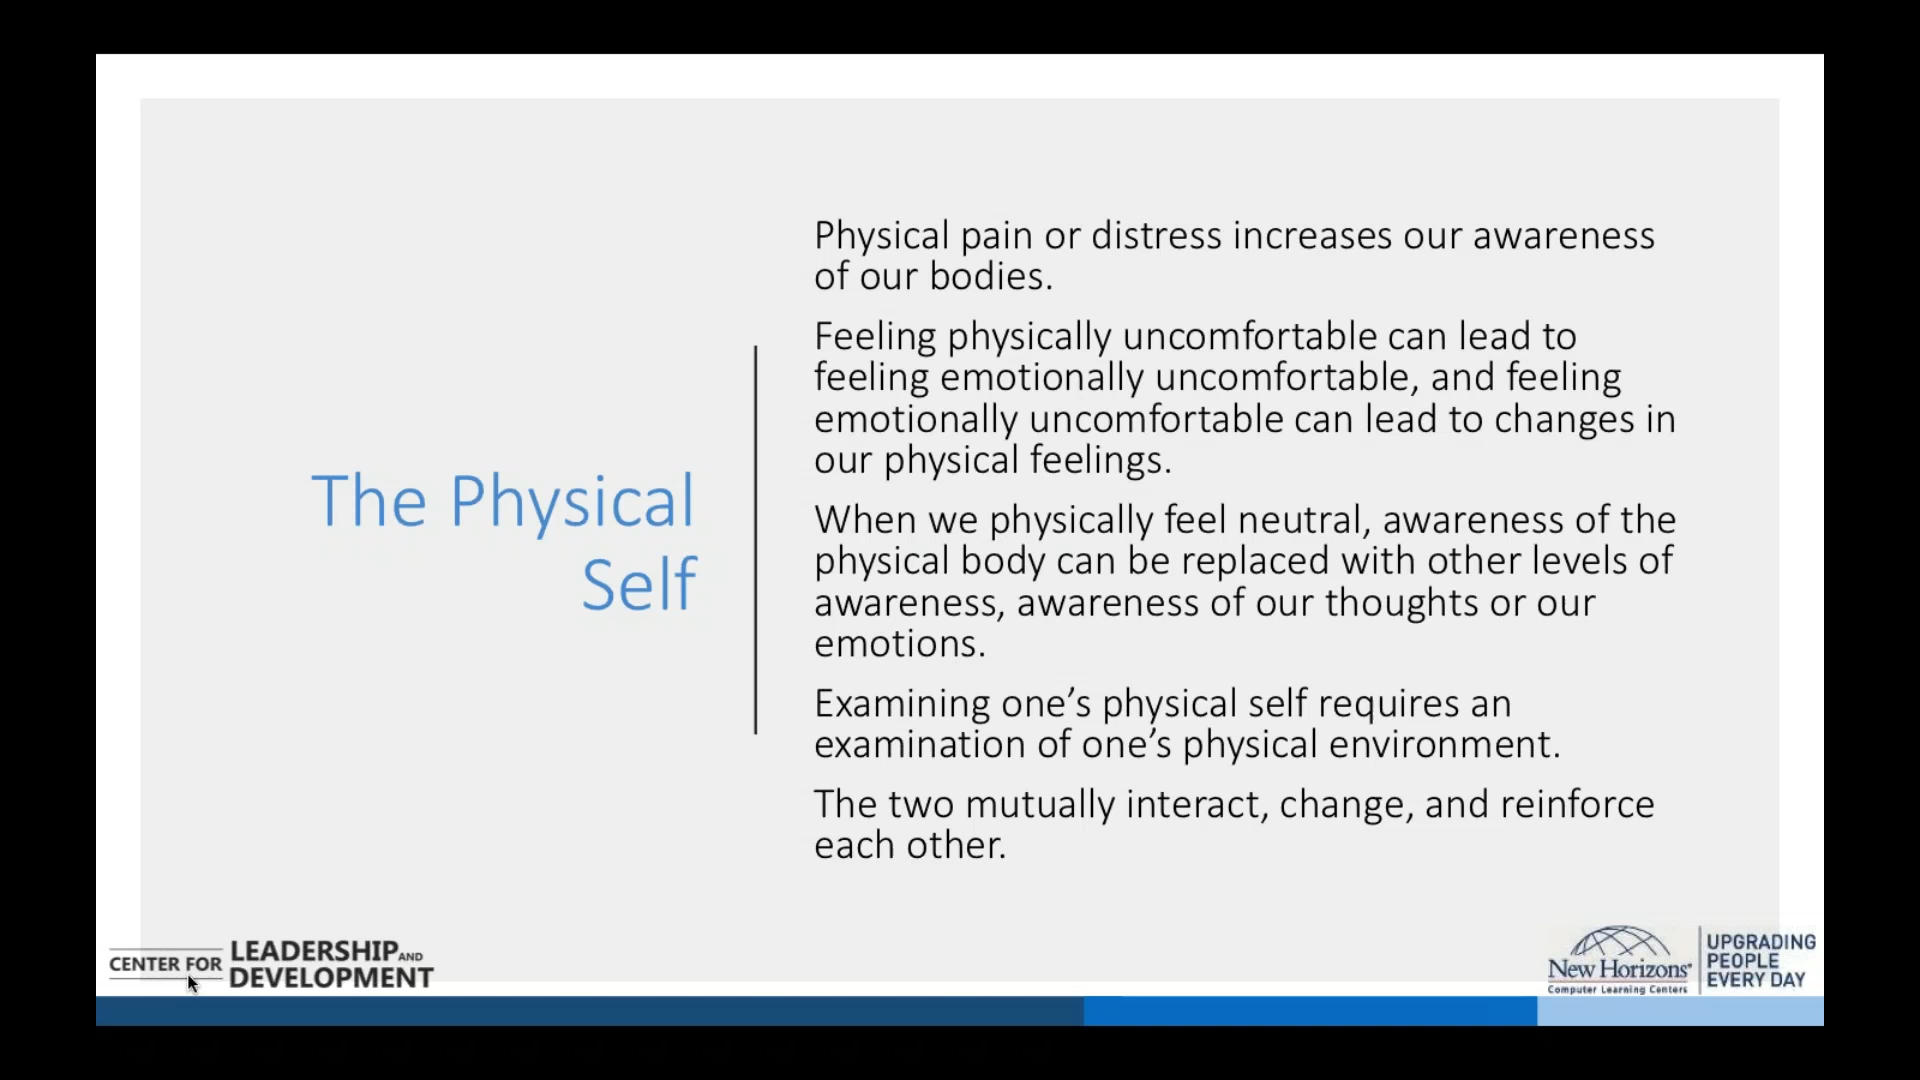 The Physical
Self
Physical pain or distress increases our awareness
of our bodies.
Feeling physically uncomfortable can lead to
feeling emotionally uncomfortable, and feeling
emotionally uncomfortable can lead to changes in
our physical feelings.
When we physically feel neutral, awareness of the
physical body can be replaced with other levels of
awareness, awareness of our thoughts or our
emotions.
Examining one’s physical self requires an
examination of one’s physical environment.
The two mutually interact, change, and reinforce
each other.
CENTER FOR LEADERSHIP AND
DEVELOPMENT
New Horizons®
Computer Learning Centers
UPGRADING
PEOPLE
EVERY DAY